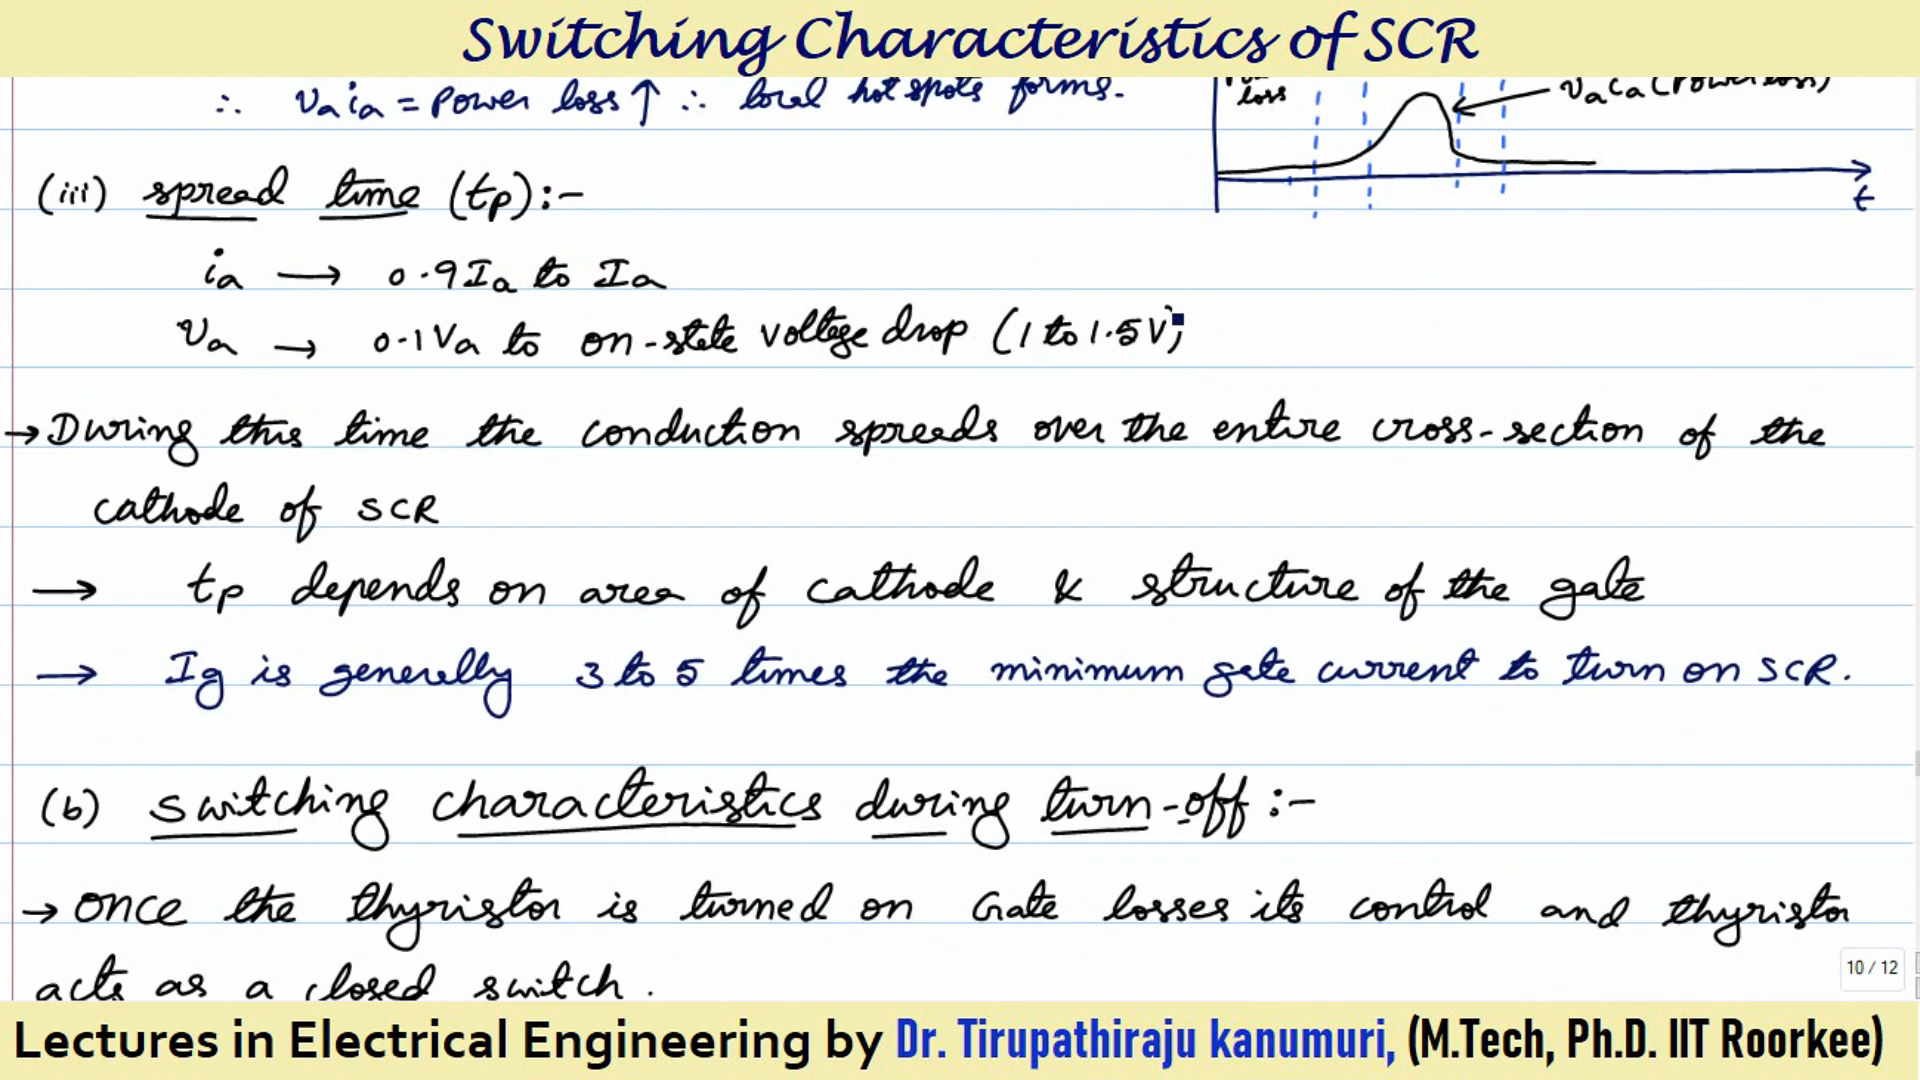 Switching Characteristics of SCR
∴ vaia = Power loss ↑ ∴ local hot spots forms.
loss
vaia (Power loss)
t
(iii) spread time (tp):-
ia → 0.9Ia to Ia
va → 0.1Va to on-state voltage drop (1 to 1.5V)
→ During this time the conduction spreads over the entire cross-section of the
cathode of SCR
→ tp depends on area of cathode & structure of the gate
→ Ig is generally 3 to 5 times the minimum gate current to turn on SCR.
(b) switching characteristics during turn-off:-
→ once the thyristor is turned on Gate losses its control and thyristor
acts as a closed switch.
10 / 12
Lectures in Electrical Engineering by Dr. Tirupathiraju kanumuri, (M.Tech, Ph.D. IIT Roorkee)